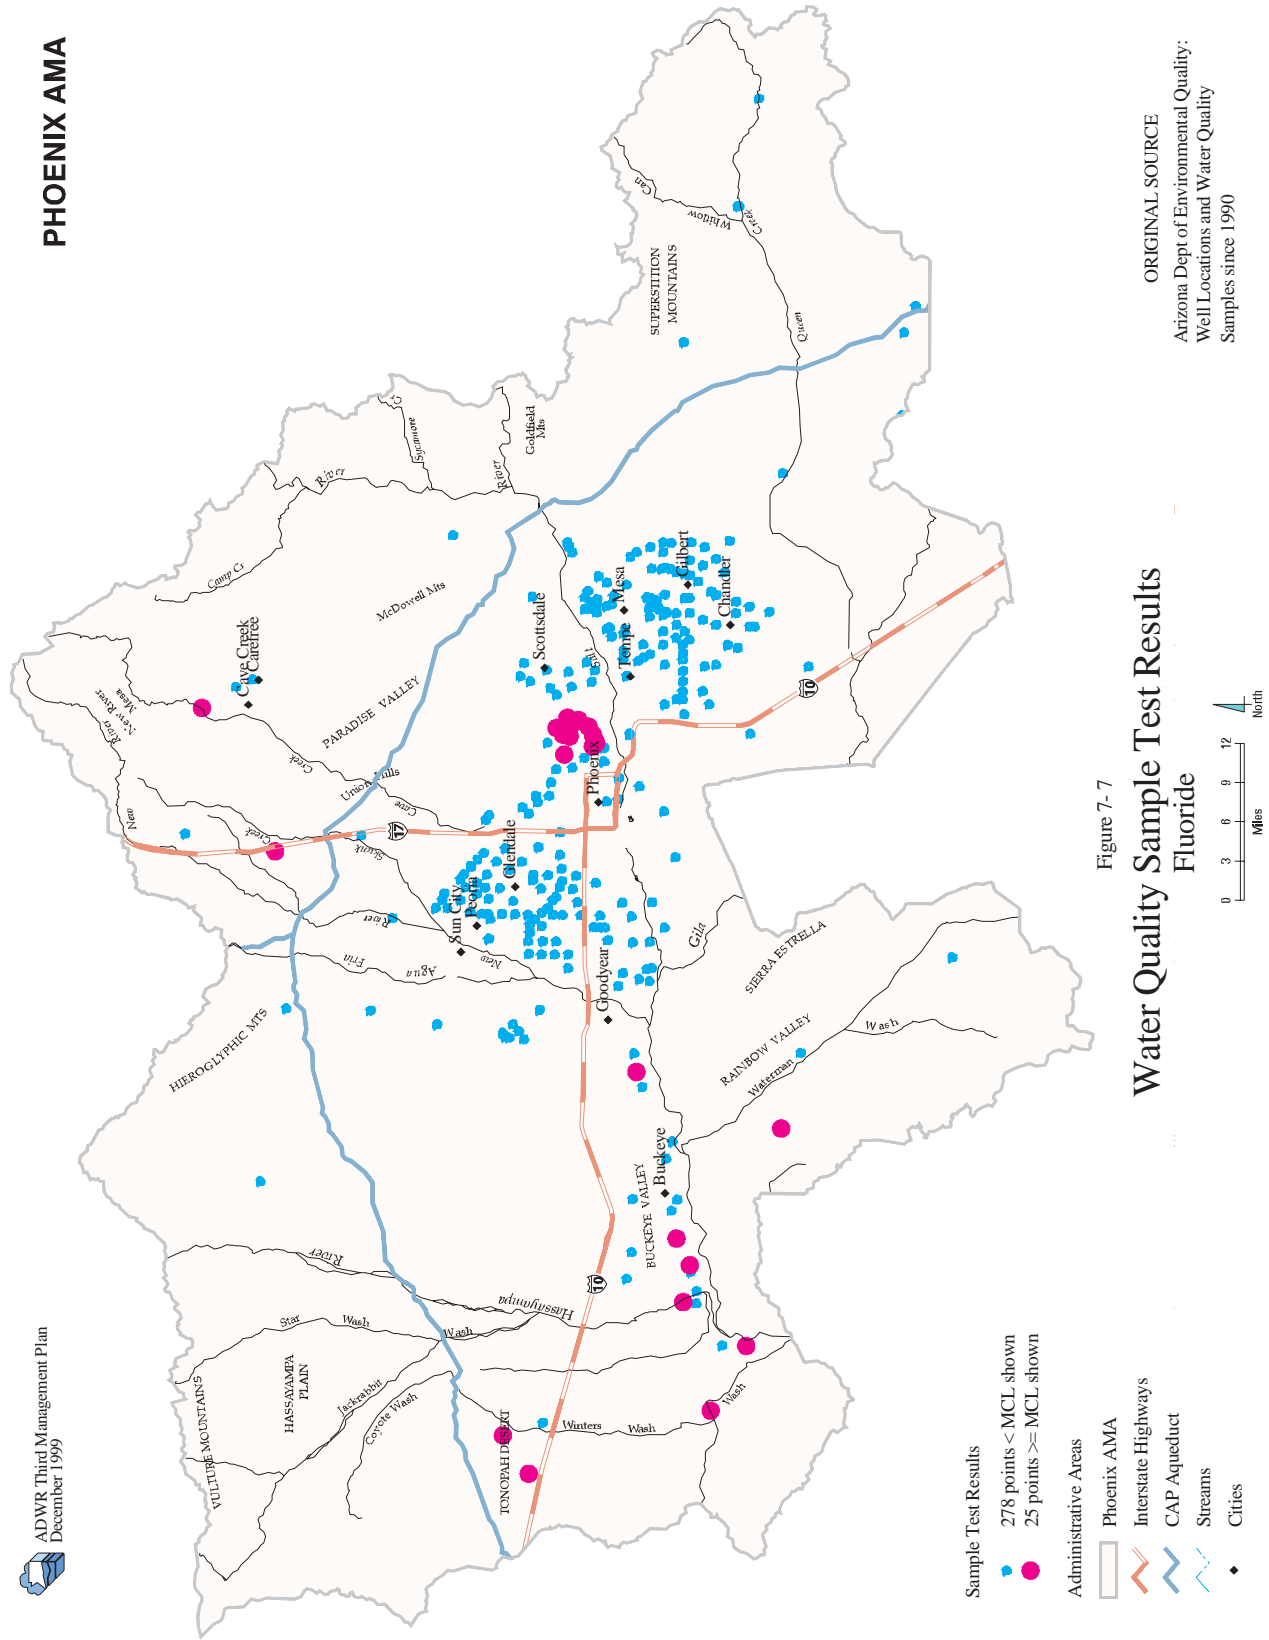 PHOENIX AMA
ADWR Third Management Plan
December 1999
VULTURE MOUNTAINS
HASSAYAMPA
PLAIN
Star
Wash
Wash
Jackrabbit
Coyote Wash
TONOPAH DESERT
Winters
Wash
Wash
Hassayampa
River
10
BUCKEYE VALLEY
Buckeye
HIEROGLYPHIC MTS
Agua
Fria
River
New
Sun City
Peoria
Glendale
Goodyear
Gila
SIERRA ESTRELLA
RAINBOW VALLEY
Waterman
Wash
New
River
New River
Mesa
Creek
Skunk
17
Cave
Creek
Union Hills
PARADISE VALLEY
Cave Creek
Carefree
Camp Cr
McDowell Mts
Phoenix
Scottsdale
Salt
Tempe
Mesa
Gilbert
Chandler
10
River
Sycamore
Cr
River
Goldfield
Mts
SUPERSTITION
MOUNTAINS
Queen
Creek
Whitlow
Can
Sample Test Results
278 points < MCL shown
25 points >= MCL shown
Administrative Areas
Phoenix AMA
Interstate Highways
CAP Aqueduct
Streams
Cities
Figure 7- 7
Water Quality Sample Test Results
Fluoride
0 3 6 9 12
Miles
North
ORIGINAL SOURCE
Arizona Dept of Environmental Quality:
Well Locations and Water Quality
Samples since 1990